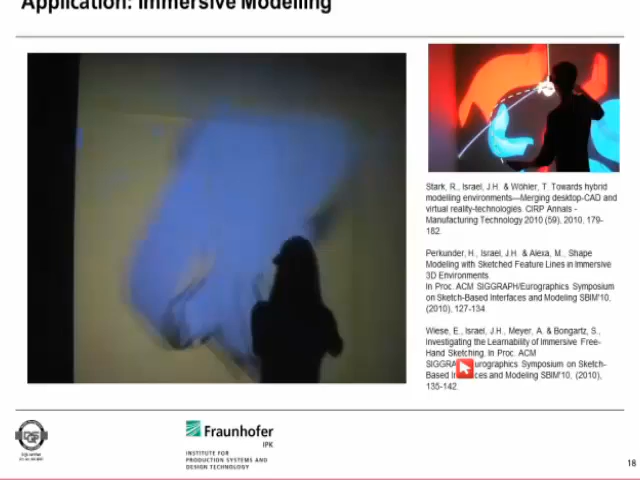 Application: Immersive Modelling
Stark, R., Israel, J.H. & Wöhler, T. Towards hybrid
modelling environments—Merging desktop-CAD and
virtual reality-technologies. CIRP Annals -
Manufacturing Technology 2010 (59), 2010, 179-
182.
Perkunder, H., Israel, J.H. & Alexa, M., Shape
Modeling with Sketched Feature Lines in Immersive
3D Environments
In Proc. ACM SIGGRAPH/Eurographics Symposium
on Sketch-Based Interfaces and Modeling SBIM'10,
(2010), 127-134
Wiese, E., Israel, J.H., Meyer, A. & Bongartz, S.,
Investigating the Learnability of Immersive Free-
Hand Sketching. In Proc. ACM
Symposium on Sketch-
Based and Modeling SBIM'10, (2010),
135-142
Fraunhofer
IPK
INSTITUTE FOR
PRODUCTION SYSTEMS AND
DESIGN TECHNOLOGY
18